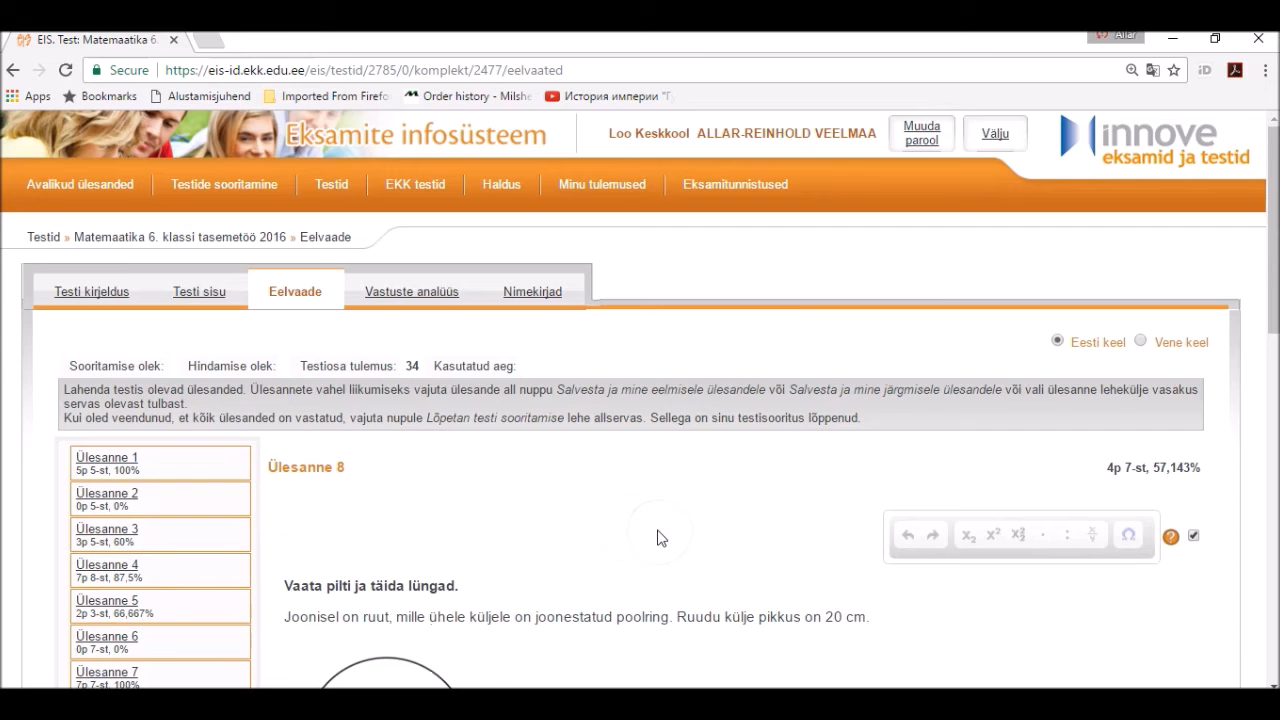 EIS. Test: Matemaatika 6.
Allar
Secure
https://eis-id.ekk.edu.ee/eis/testid/2785/0/komplekt/2477/eelvaated
Apps
Bookmarks
Alustamisjuhend
Imported From Firefo
Order history - Milshe
История империи "Г
Eksamite infosüsteem
Loo Keskkool ALLAR-REINHOLD VEELMAA
Muuda parool
Välju
innove
eksamid ja testid
Avalikud ülesanded
Testide sooritamine
Testid
EKK testid
Haldus
Minu tulemused
Eksamitunnistused
Testid » Matemaatika 6. klassi tasemetöö 2016 » Eelvaade
Testi kirjeldus
Testi sisu
Eelvaade
Vastuste analüüs
Nimekirjad
Eesti keel
Vene keel
Sooritamise olek: Hindamise olek: Testiosa tulemus: 34 Kasutatud aeg:
Lahenda testis olevad ülesanded. Ülesannete vahel liikumiseks vajuta ülesande all nuppu Salvesta ja mine eelmisele ülesandele või Salvesta ja mine järgmisele ülesandele või vali ülesanne lehekülje vasakus
servas olevast tulbast.
Kui oled veendunud, et kõik ülesanded on vastatud, vajuta nupule Lõpetan testi sooritamise lehe allservas. Sellega on sinu testisooritus lõppenud.
Ülesanne 1
5p 5-st, 100%
Ülesanne 2
0p 5-st, 0%
Ülesanne 3
3p 5-st, 60%
Ülesanne 4
7p 8-st, 87,5%
Ülesanne 5
2p 3-st, 66,667%
Ülesanne 6
0p 7-st, 0%
Ülesanne 7
7p 7-st, 100%
Ülesanne 8
4p 7-st, 57,143%
Vaata pilti ja täida lüngad.
Joonisel on ruut, mille ühele küljele on joonestatud poolring. Ruudu külje pikkus on 20 cm.